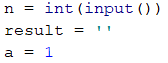 n = int(input())
result = ''
a = 1